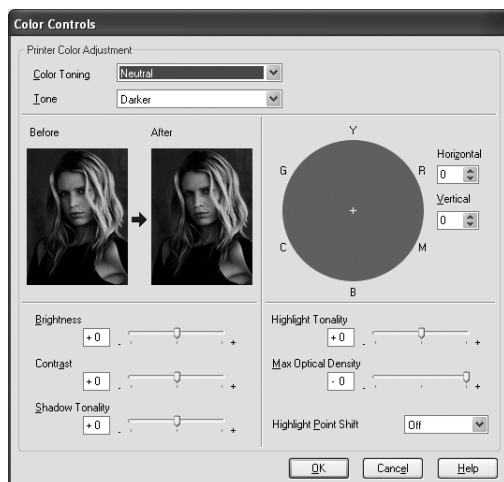 Color Controls
Printer Color Adjustment
Color Toning Neutral
Tone Darker
Before After
Y
G R
C M
B
Horizontal
0
Vertical
0
Brightness
+ 0 - +
Contrast
+ 0 - +
Shadow Tonality
+ 0 - +
Highlight Tonality
+ 0 - +
Max Optical Density
- 0 - +
Highlight Point Shift Off
OK Cancel Help